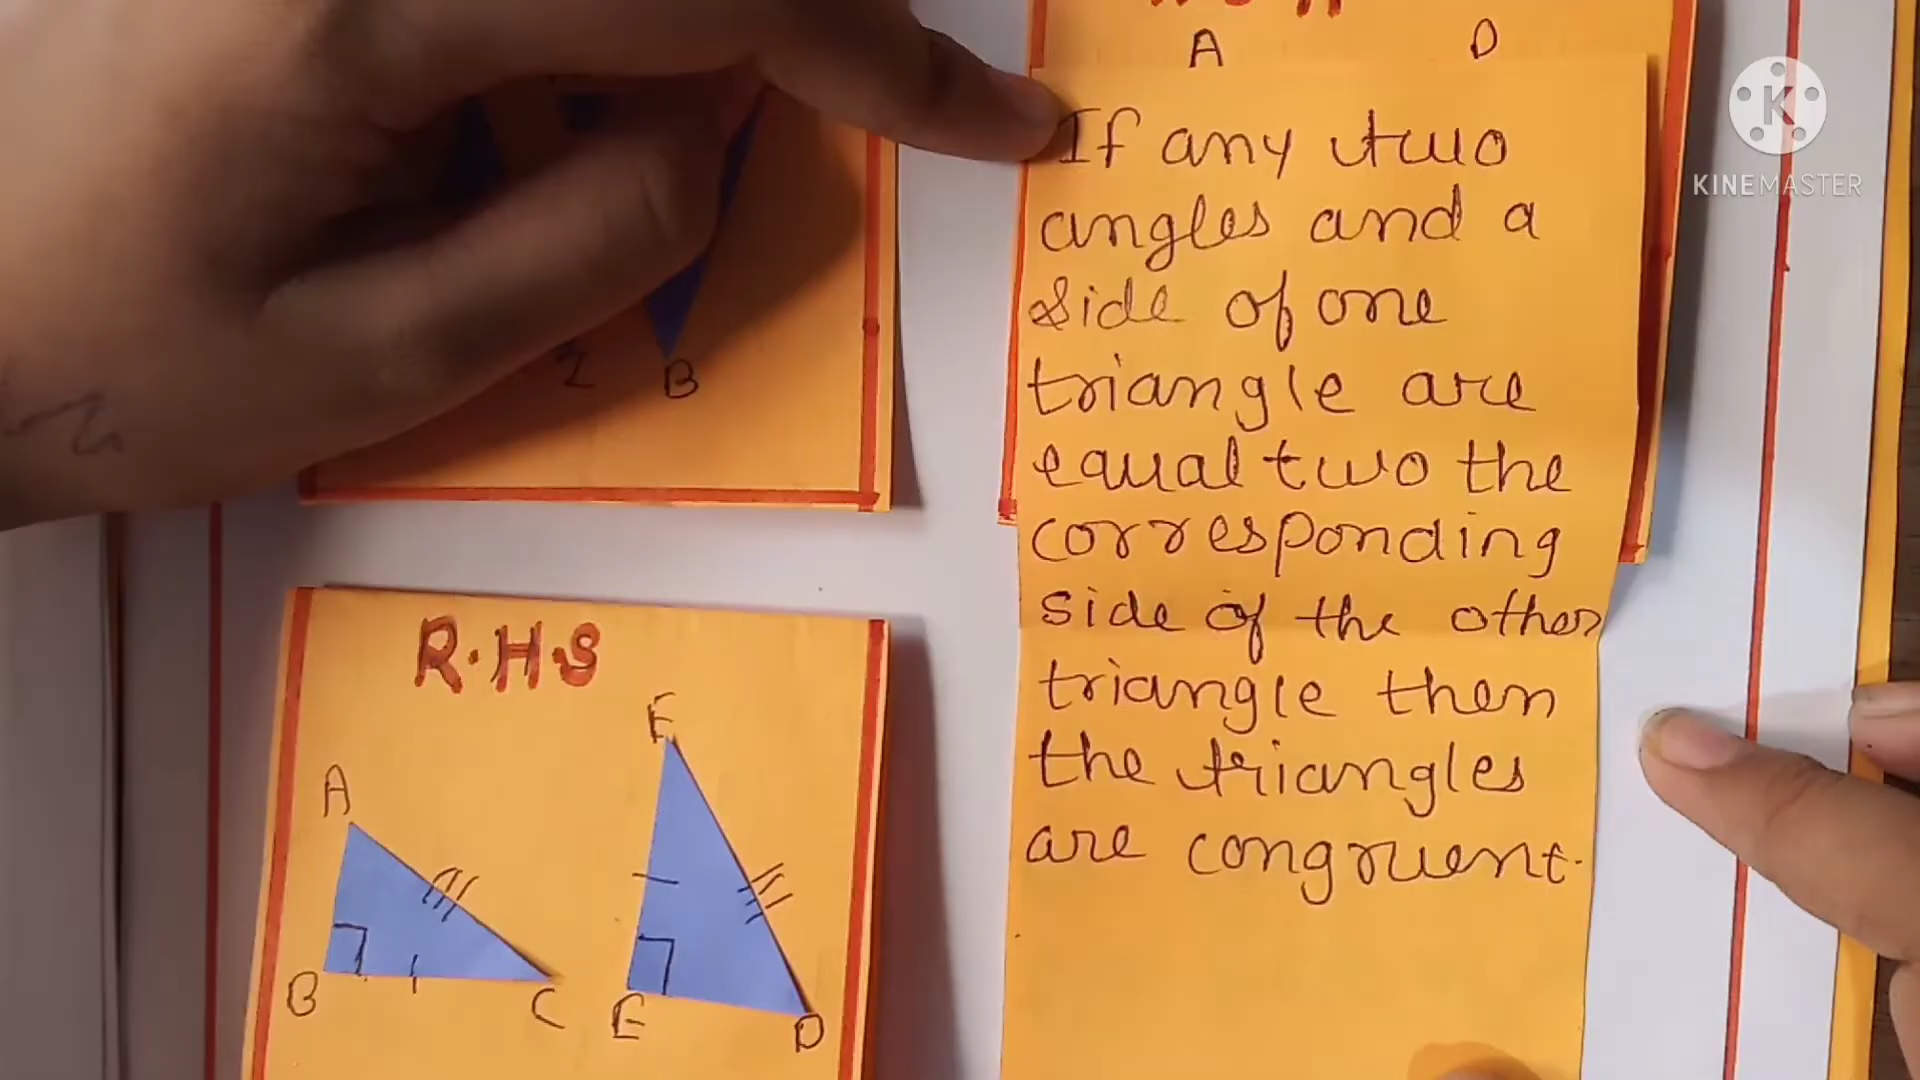 A
D
If any two
angles and a
side of one
triangle are
equal two the
corresponding
side of the other
triangle then
the triangles
are congruent.
KINEMASTER
B
R.H.S
A
B
C
F
E
D